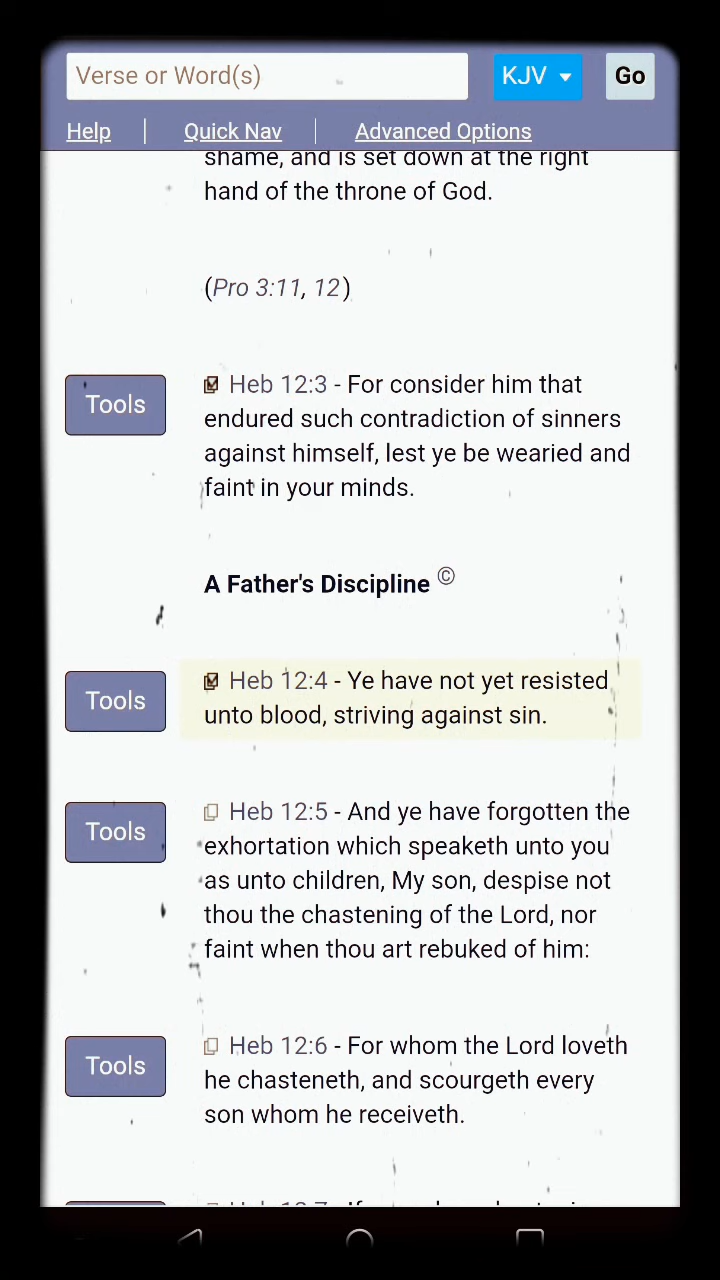 Verse or Word(s) KJV Go
Help | Quick Nav | Advanced Options
shame, and is set down at the right
hand of the throne of God.
(Pro 3:11, 12)
Tools Heb 12:3 - For consider him that
endured such contradiction of sinners
against himself, lest ye be wearied and
faint in your minds.
A Father's Discipline ©
Tools Heb 12:4 - Ye have not yet resisted
unto blood, striving against sin.
Tools Heb 12:5 - And ye have forgotten the
exhortation which speaketh unto you
as unto children, My son, despise not
thou the chastening of the Lord, nor
faint when thou art rebuked of him:
Tools Heb 12:6 - For whom the Lord loveth
he chasteneth, and scourgeth every
son whom he receiveth.